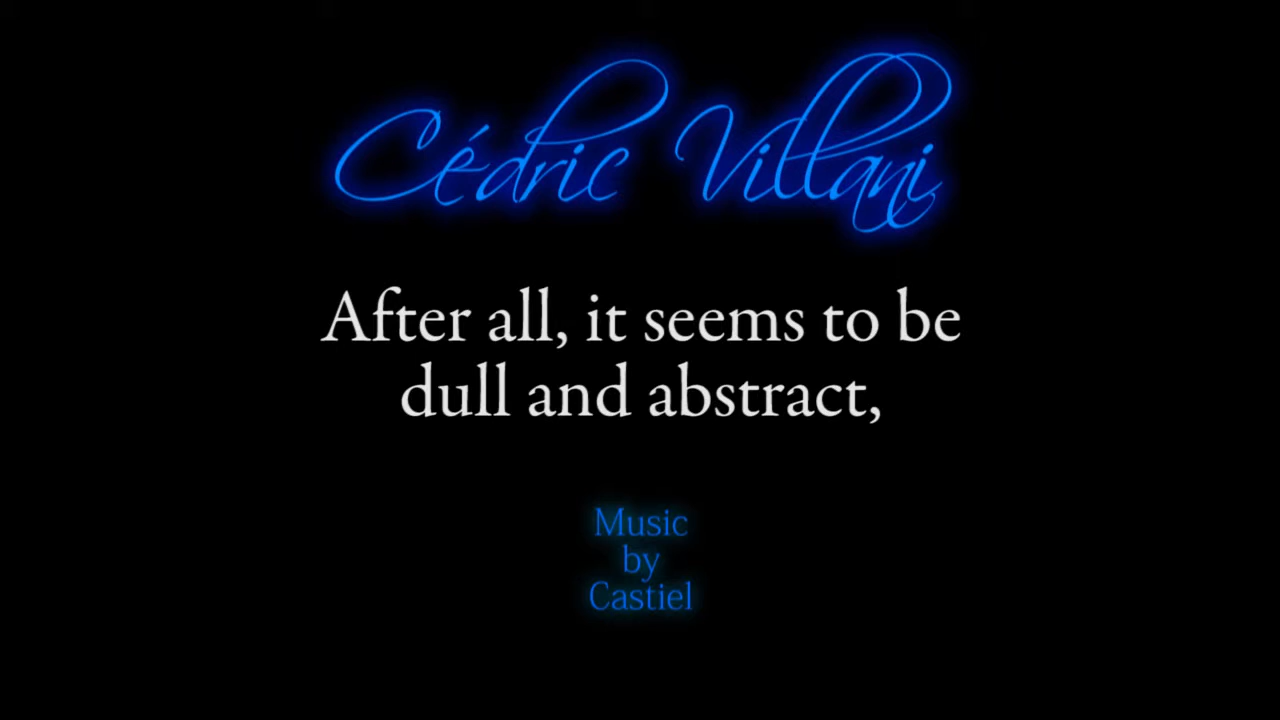 Cédric Villani
After all, it seems to be
dull and abstract,
Music
by
Castiel